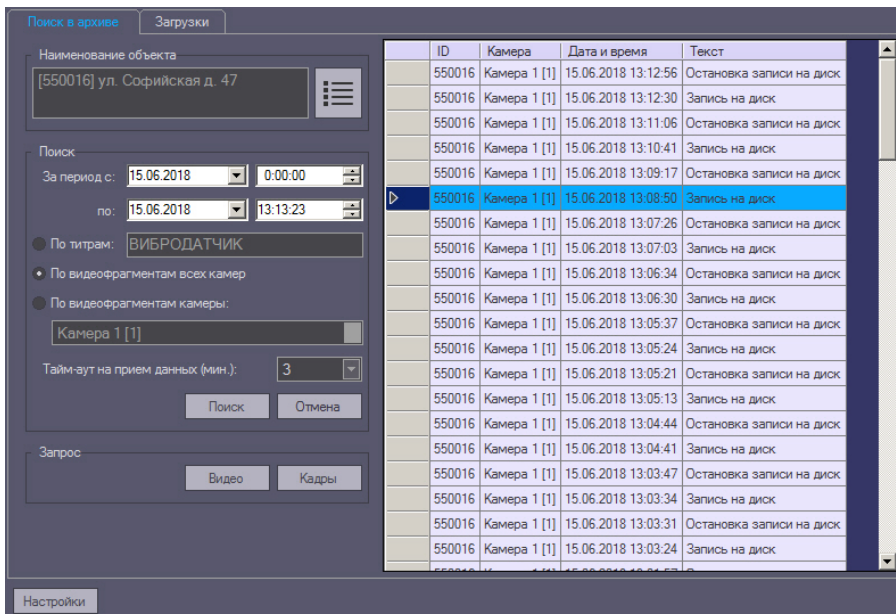 Поиск в архиве Загрузки
Наименование объекта
[550016] ул. Софийская д. 47
Поиск
За период с: 15.06.2018 0:00:00
по: 15.06.2018 13:13:23
По титрам: ВИБРОДАТЧИК
По видеофрагментам всех камер
По видеофрагментам камеры:
Камера 1 [1]
Тайм-аут на прием данных (мин.): 3
Поиск Отмена
Запрос
Видео Кадры
ID Камера Дата и время Текст
550016 Камера 1 [1] 15.06.2018 13:12:56 Остановка записи на диск
550016 Камера 1 [1] 15.06.2018 13:12:30 Запись на диск
550016 Камера 1 [1] 15.06.2018 13:11:06 Остановка записи на диск
550016 Камера 1 [1] 15.06.2018 13:10:41 Запись на диск
550016 Камера 1 [1] 15.06.2018 13:09:17 Остановка записи на диск
550016 Камера 1 [1] 15.06.2018 13:08:50 Запись на диск
550016 Камера 1 [1] 15.06.2018 13:07:26 Остановка записи на диск
550016 Камера 1 [1] 15.06.2018 13:07:03 Запись на диск
550016 Камера 1 [1] 15.06.2018 13:06:34 Остановка записи на диск
550016 Камера 1 [1] 15.06.2018 13:06:30 Запись на диск
550016 Камера 1 [1] 15.06.2018 13:05:37 Остановка записи на диск
550016 Камера 1 [1] 15.06.2018 13:05:24 Запись на диск
550016 Камера 1 [1] 15.06.2018 13:05:21 Остановка записи на диск
550016 Камера 1 [1] 15.06.2018 13:05:13 Запись на диск
550016 Камера 1 [1] 15.06.2018 13:04:44 Остановка записи на диск
550016 Камера 1 [1] 15.06.2018 13:04:41 Запись на диск
550016 Камера 1 [1] 15.06.2018 13:03:47 Остановка записи на диск
550016 Камера 1 [1] 15.06.2018 13:03:34 Запись на диск
550016 Камера 1 [1] 15.06.2018 13:03:31 Остановка записи на диск
550016 Камера 1 [1] 15.06.2018 13:03:24 Запись на диск
Настройки